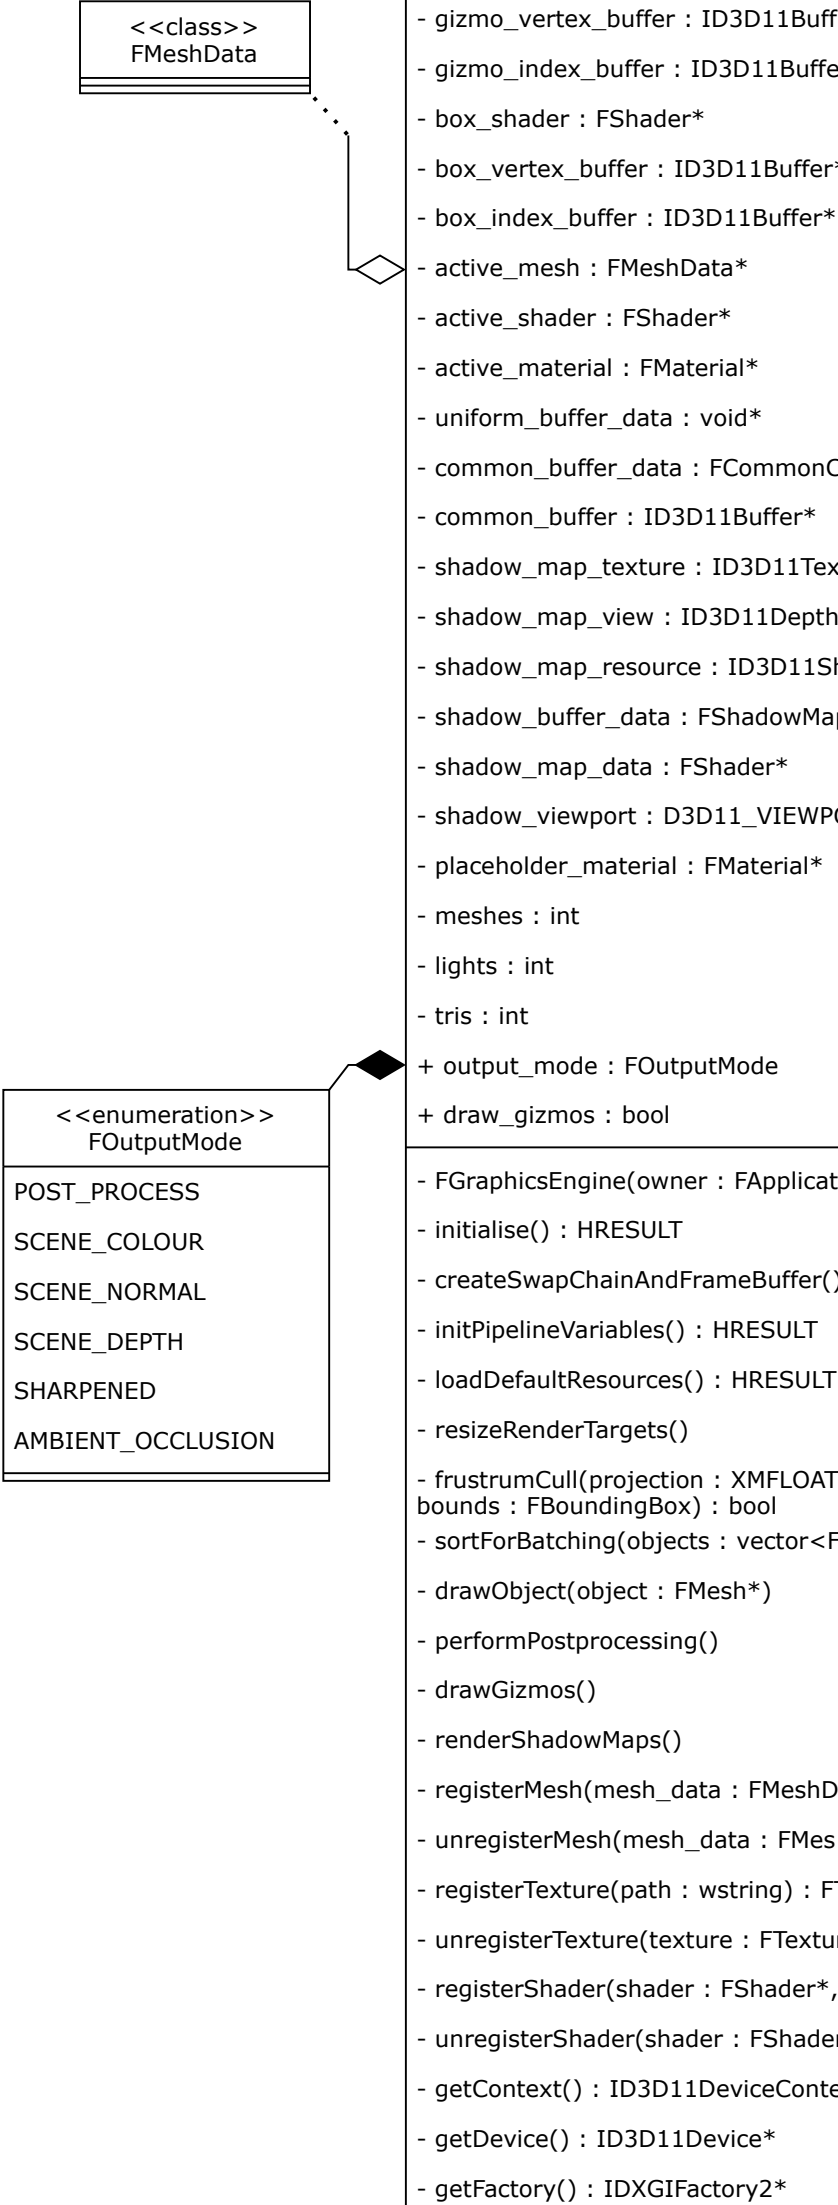 <<class>>
FMeshData
- gizmo_vertex_buffer : ID3D11Buff
- gizmo_index_buffer : ID3D11Buffe
- box_shader : FShader*
- box_vertex_buffer : ID3D11Buffer*
- box_index_buffer : ID3D11Buffer*
- active_mesh : FMeshData*
- active_shader : FShader*
- active_material : FMaterial*
- uniform_buffer_data : void*
- common_buffer_data : FCommonC
- common_buffer : ID3D11Buffer*
- shadow_map_texture : ID3D11Tex
- shadow_map_view : ID3D11Depth
- shadow_map_resource : ID3D11Sh
- shadow_buffer_data : FShadowMap
- shadow_map_data : FShader*
- shadow_viewport : D3D11_VIEWPO
- placeholder_material : FMaterial*
- meshes : int
- lights : int
- tris : int
+ output_mode : FOutputMode
+ draw_gizmos : bool
<<enumeration>>
FOutputMode
POST_PROCESS
SCENE_COLOUR
SCENE_NORMAL
SCENE_DEPTH
SHARPENED
AMBIENT_OCCLUSION
- FGraphicsEngine(owner : FApplicat
- initialise() : HRESULT
- createSwapChainAndFrameBuffer()
- initPipelineVariables() : HRESULT
- loadDefaultResources() : HRESULT
- resizeRenderTargets()
- frustrumCull(projection : XMFLOAT
bounds : FBoundingBox) : bool
- sortForBatching(objects : vector<F
- drawObject(object : FMesh*)
- performPostprocessing()
- drawGizmos()
- renderShadowMaps()
- registerMesh(mesh_data : FMeshD
- unregisterMesh(mesh_data : FMes
- registerTexture(path : wstring) : FT
- unregisterTexture(texture : FTextu
- registerShader(shader : FShader*,
- unregisterShader(shader : FShader
- getContext() : ID3D11DeviceConte
- getDevice() : ID3D11Device*
- getFactory() : IDXGIFactory2*